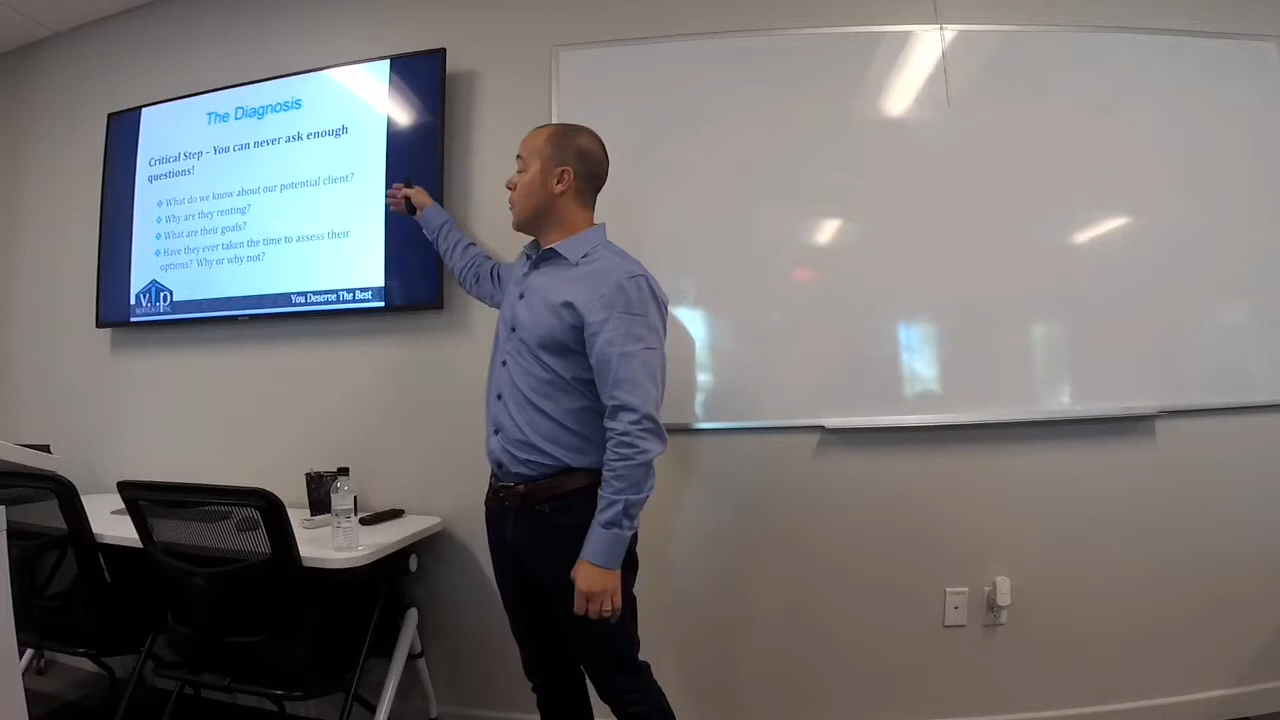 The Diagnosis
Critical Step – You can never ask enough
questions!
❖ What do we know about our potential client?
❖ Why are they renting?
❖ What are their goals?
❖ Have they ever taken the time to assess their
options? Why or why not?
v.i.p
MORTGAGE INC
You Deserve The Best